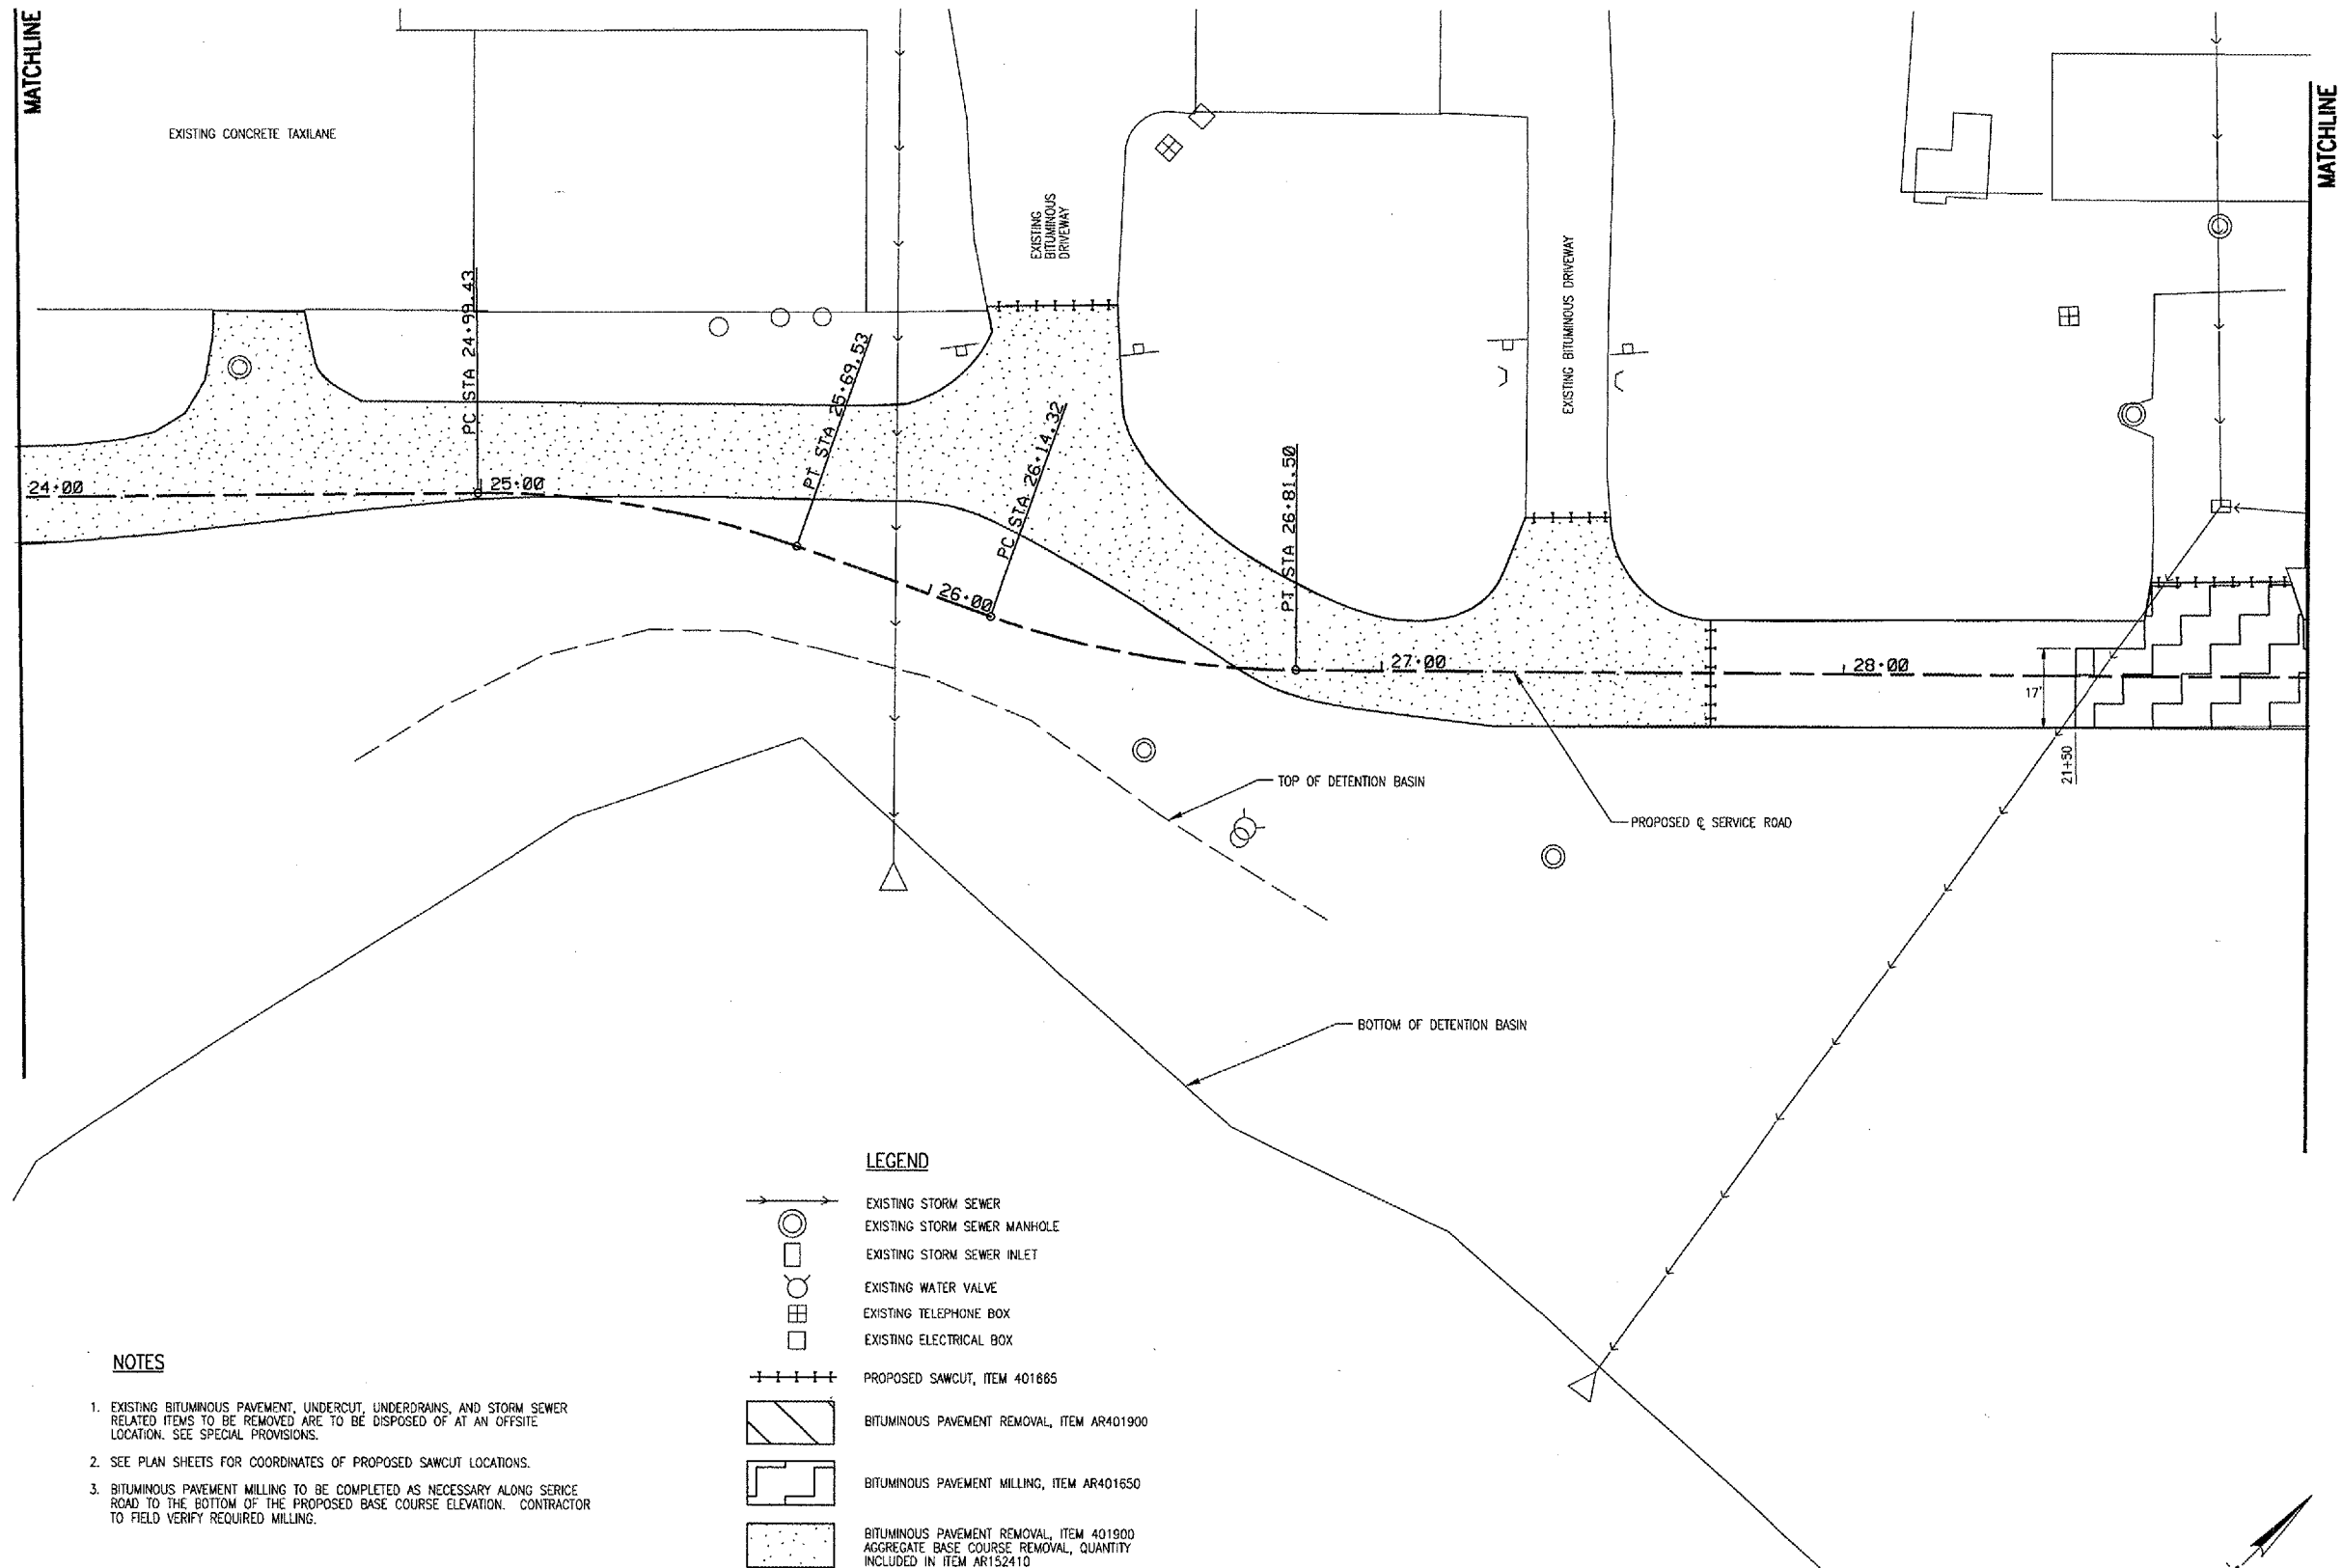 MATCHLINE
MATCHLINE
EXISTING CONCRETE TAXILANE
EXISTING
BITUMINOUS
DRIVEWAY
EXISTING BITUMINOUS DRIVEWAY
PC STA 24+99.43
PT STA 25+69.53
PC STA 26+14.32
PT STA 26+81.50
24+00
25+00
26+00
27+00
28+00
17'
21+50
TOP OF DETENTION BASIN
PROPOSED ℄ SERVICE ROAD
BOTTOM OF DETENTION BASIN
LEGEND
EXISTING STORM SEWER
EXISTING STORM SEWER MANHOLE
EXISTING STORM SEWER INLET
EXISTING WATER VALVE
EXISTING TELEPHONE BOX
EXISTING ELECTRICAL BOX
PROPOSED SAWCUT, ITEM 401665
BITUMINOUS PAVEMENT REMOVAL, ITEM AR401900
BITUMINOUS PAVEMENT MILLING, ITEM AR401650
BITUMINOUS PAVEMENT REMOVAL, ITEM 401900
AGGREGATE BASE COURSE REMOVAL, QUANTITY
INCLUDED IN ITEM AR152410
NOTES
1. EXISTING BITUMINOUS PAVEMENT, UNDERCUT, UNDERDRAINS, AND STORM SEWER
RELATED ITEMS TO BE REMOVED ARE TO BE DISPOSED OF AT AN OFFSITE
LOCATION. SEE SPECIAL PROVISIONS.
2. SEE PLAN SHEETS FOR COORDINATES OF PROPOSED SAWCUT LOCATIONS.
3. BITUMINOUS PAVEMENT MILLING TO BE COMPLETED AS NECESSARY ALONG SERICE
ROAD TO THE BOTTOM OF THE PROPOSED BASE COURSE ELEVATION. CONTRACTOR
TO FIELD VERIFY REQUIRED MILLING.